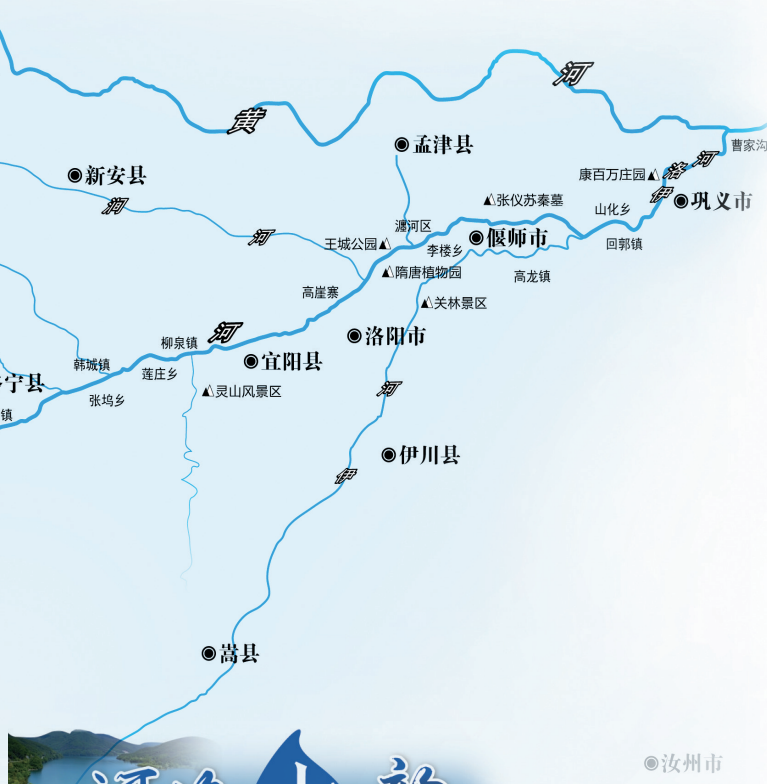 黄
河
曹家沟
孟津县
新安县
康百万庄园
洛
河
伊
巩义市
涧
河
张仪苏秦墓
山化乡
瀍河区
王城公园
李楼乡
偃师市
回郭镇
隋唐植物园
高龙镇
高崖寨
关林景区
河
洛阳市
柳泉镇
宜阳县
韩城镇
莲庄乡
宁县
灵山风景区
张坞乡
镇
河
伊川县
伊
嵩县
汝州市